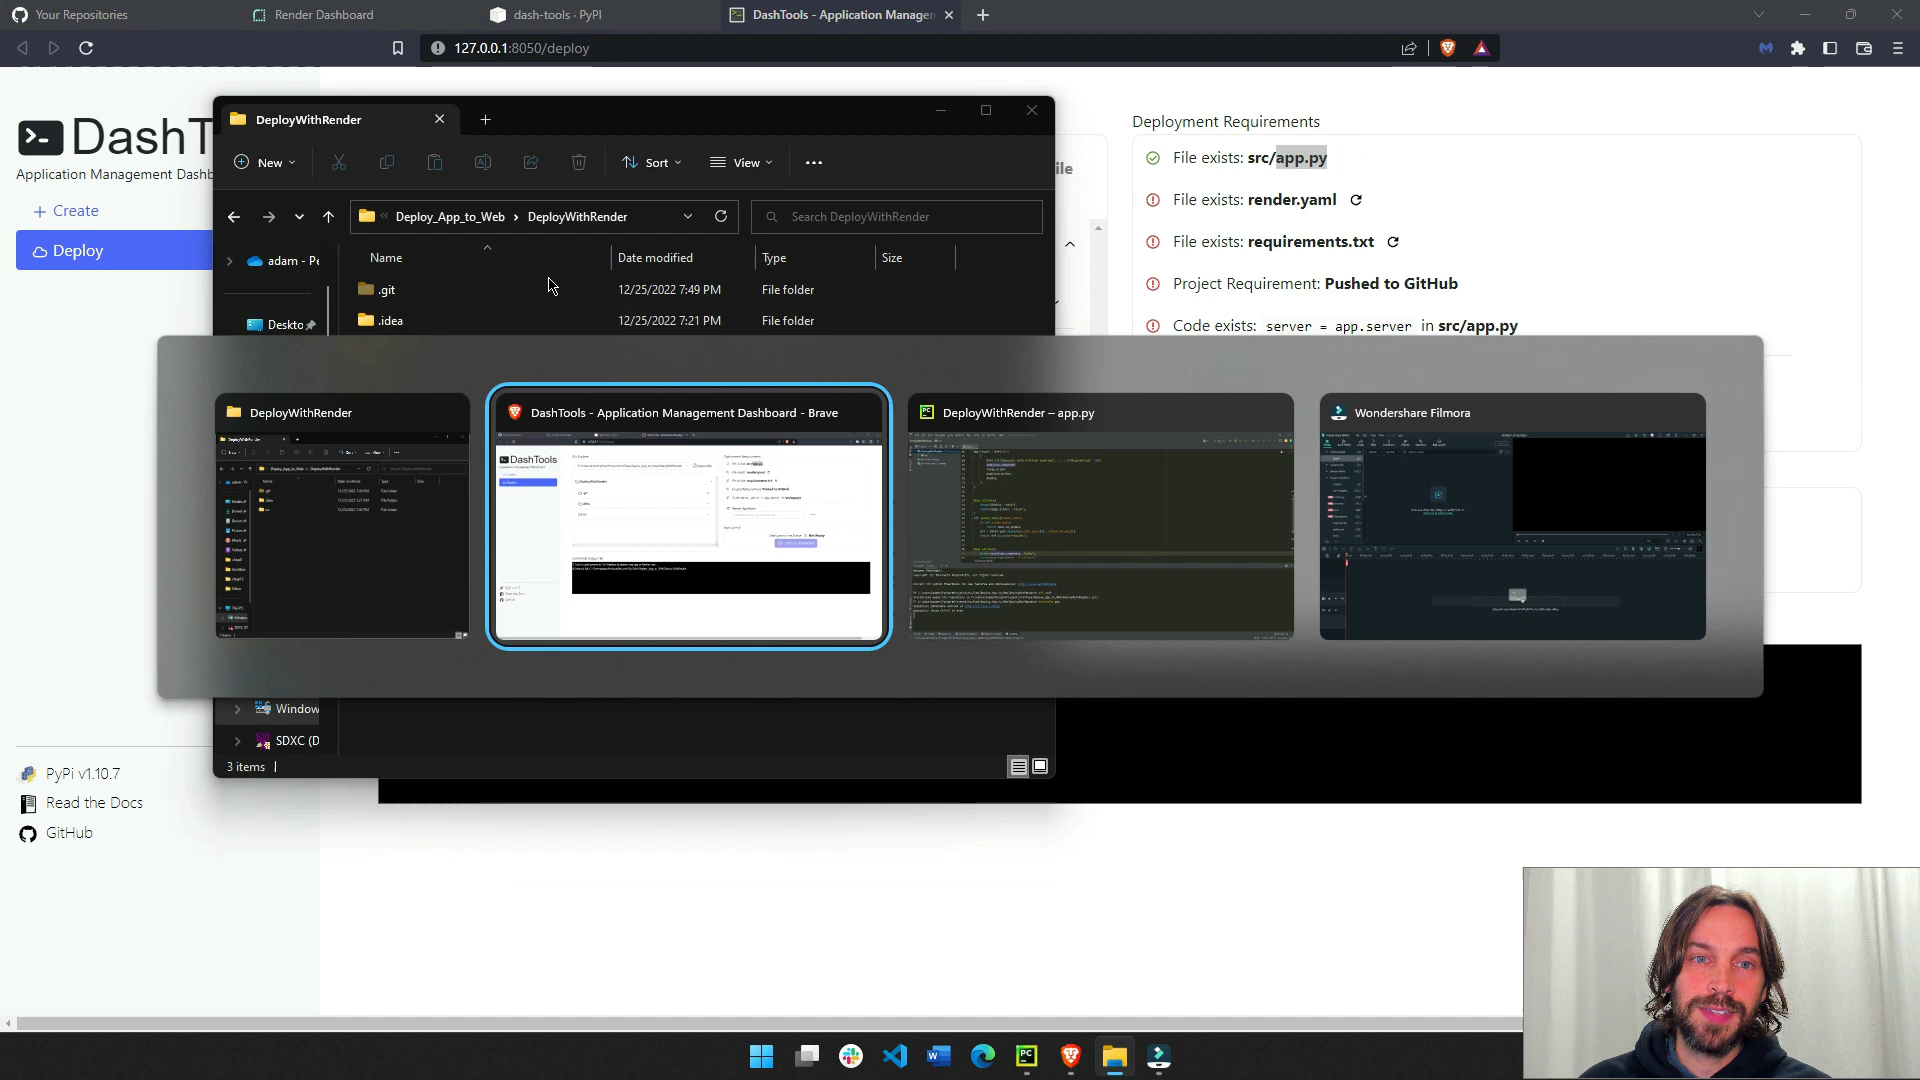 Your Repositories
Render Dashboard
dash-tools · PyPI
DashTools - Application Manager
127.0.0.1:8050/deploy
DashT
Application Management Dashb
Create
Deploy
DeployWithRender
New
Sort
View
Deploy_App_to_Web > DeployWithRender
Search DeployWithRender
adam - Pe
Name
Date modified
Type
Size
.git
12/25/2022 7:49 PM
File folder
.idea
12/25/2022 7:21 PM
File folder
Deskto
ile
Deployment Requirements
File exists: src/app.py
File exists: render.yaml
File exists: requirements.txt
Project Requirement: Pushed to GitHub
Code exists: server = app.server in src/app.py
DeployWithRender
DashTools - Application Management Dashboard - Brave
DeployWithRender – app.py
Wondershare Filmora
DashTools
Window
SDXC (D
3 items
PyPi v1.10.7
Read the Docs
GitHub